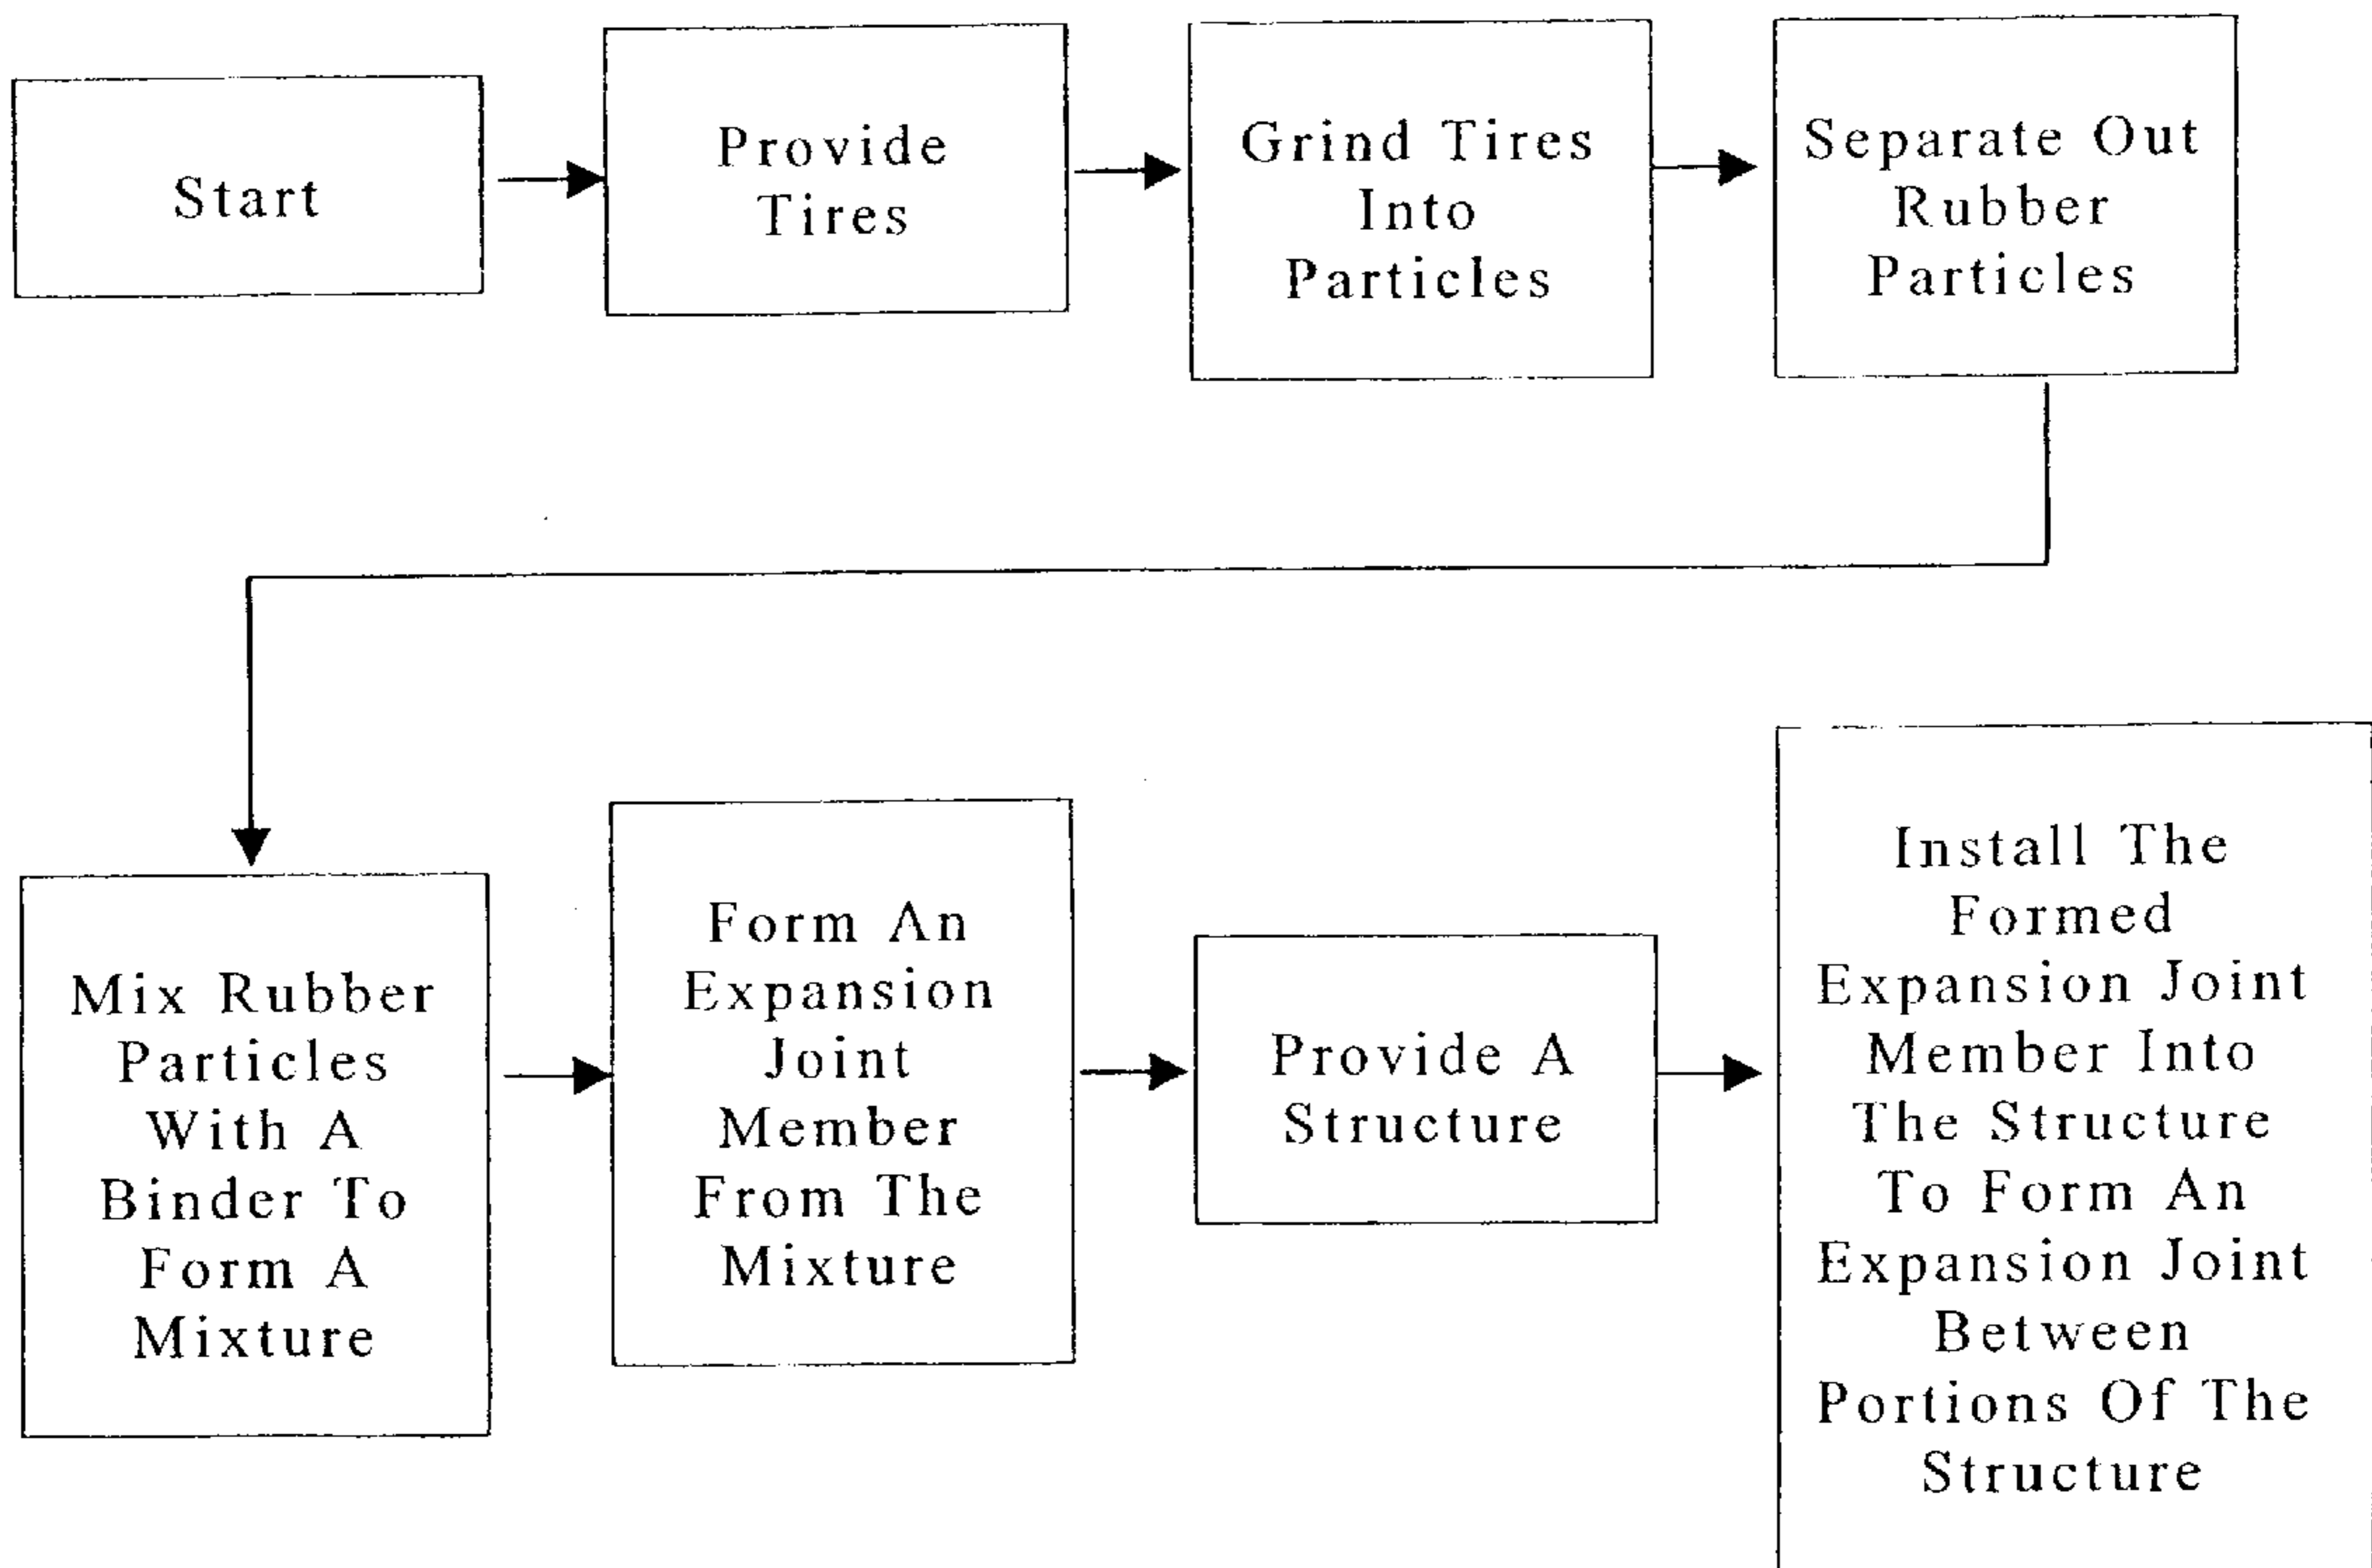 Start
Provide
Tires
Grind Tires
Into
Particles
Separate Out
Rubber
Particles
Mix Rubber
Particles
With A
Binder To
Form A
Mixture
Form An
Expansion
Joint
Member
From The
Mixture
Provide A
Structure
Install The
Formed
Expansion Joint
Member Into
The Structure
To Form An
Expansion Joint
Between
Portions Of The
Structure